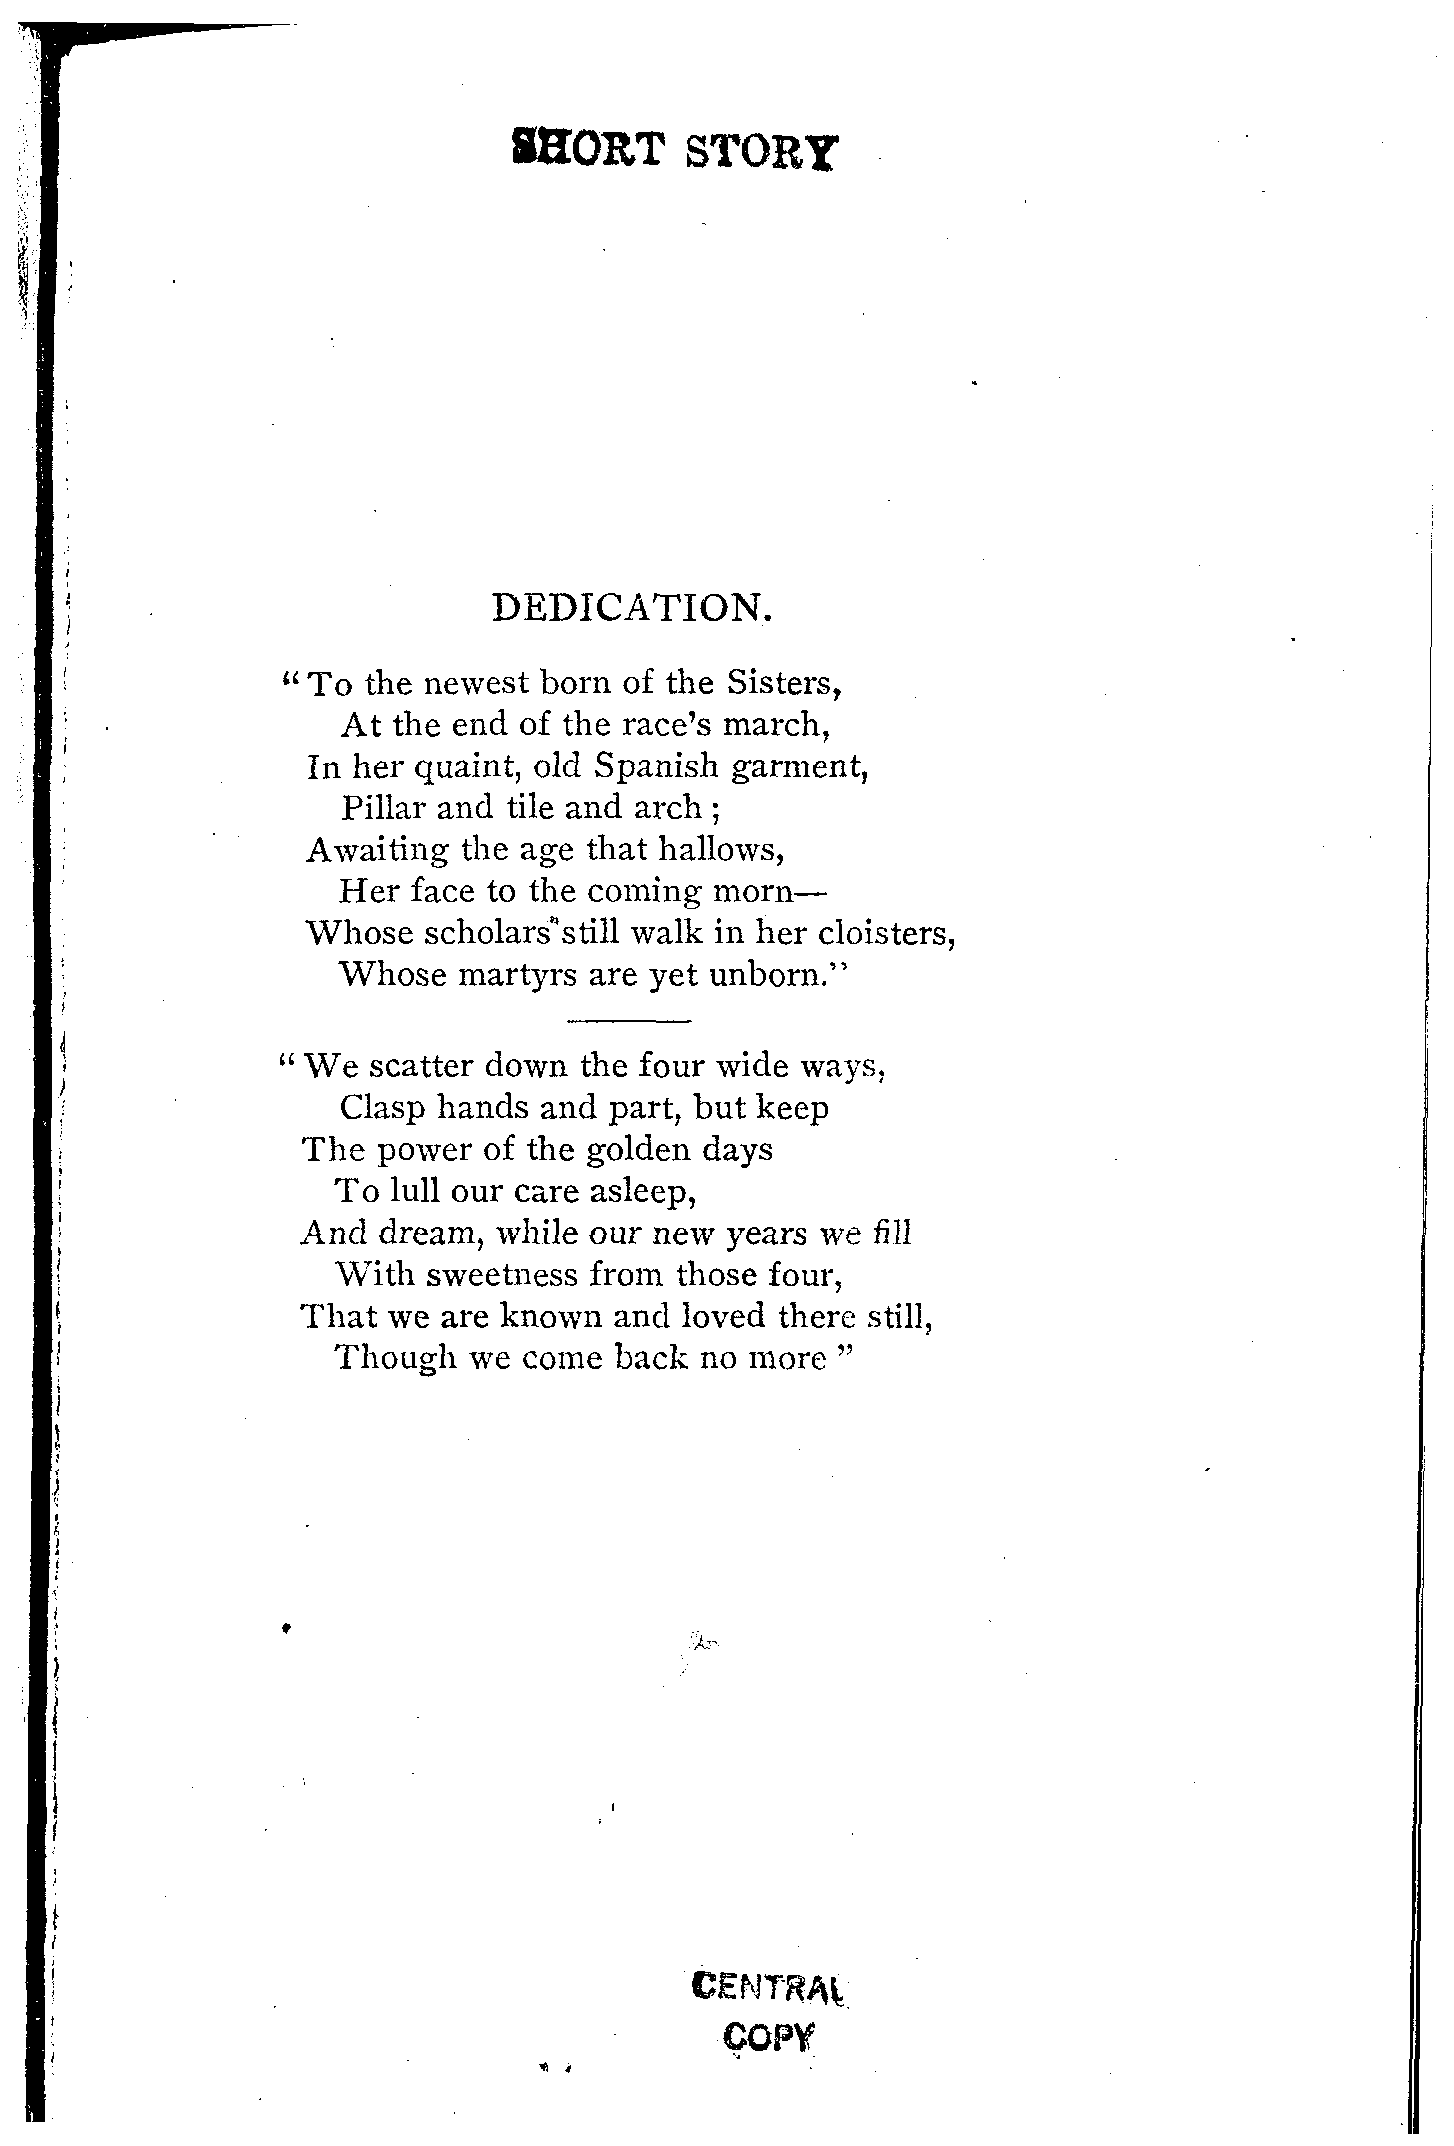 SHORT STORY
DEDICATION.
“To the newest born of the Sisters,
At the end of the race’s march,
In her quaint, old Spanish garment,
Pillar and tile and arch ;
Awaiting the age that hallows,
Her face to the coming morn—
Whose scholars still walk in her cloisters,
Whose martyrs are yet unborn.”
“We scatter down the four wide ways,
Clasp hands and part, but keep
The power of the golden days
To lull our care asleep,
And dream, while our new years we fill
With sweetness from those four,
That we are known and loved there still,
Though we come back no more ”
CENTRAL
COPY